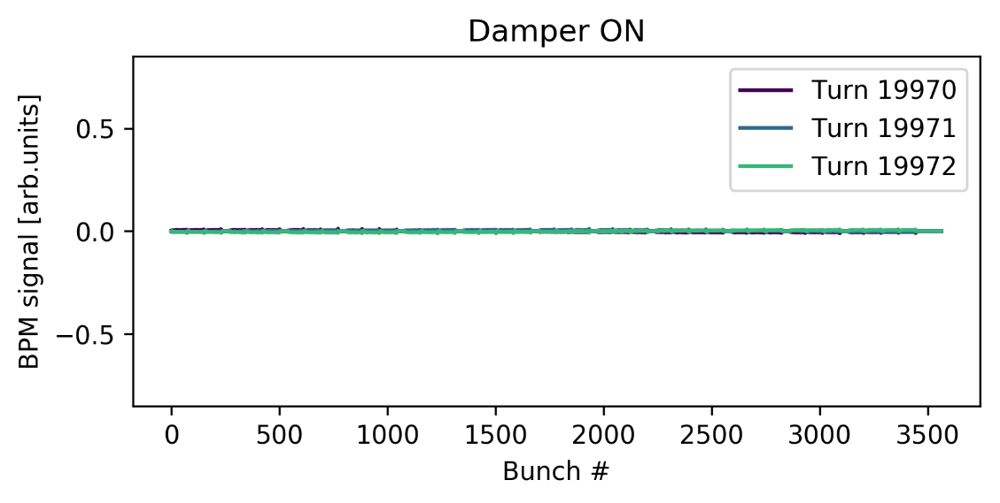 Damper ON
BPM signal [arb.units]
0.5
0.0
−0.5
Turn 19970
Turn 19971
Turn 19972
0 500 1000 1500 2000 2500 3000 3500
Bunch #